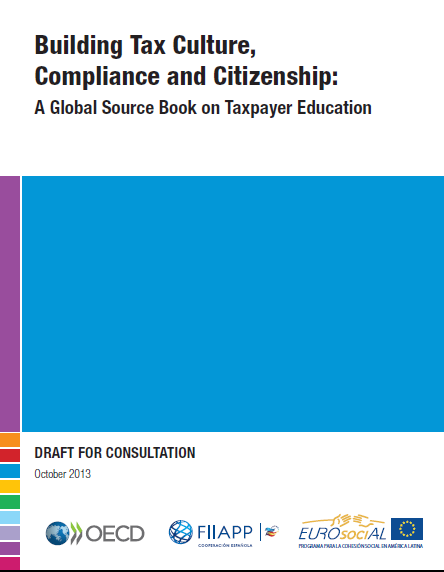 Building Tax Culture,
Compliance and Citizenship:
A Global Source Book on Taxpayer Education
DRAFT FOR CONSULTATION
October 2013
OECD
FIIAPP
COOPERACIÓN ESPAÑOLA
EUROsociAL
PROGRAMA PARA LA COHESIÓN SOCIAL EN AMÉRICA LATINA